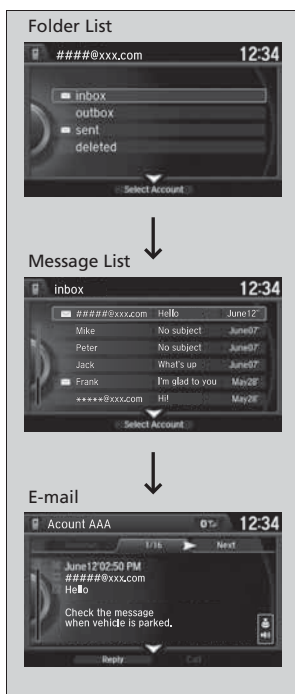 Folder List
####@xxx.com 12:34
inbox
outbox
sent
deleted
Select Account
Message List
inbox 12:34
#####@xxx.com Hello June12'
Mike No subject June07'
Peter No subject June07'
Jack What's up June07'
Frank I'm glad to you May28'
*****@xxx.com Hi! May28'
Select Account
E-mail
Acount AAA 12:34
1/16 Next
June12'02:50 PM
#####@xxx.com
Hello
Check the message
when vehicle is parked.
Reply Call